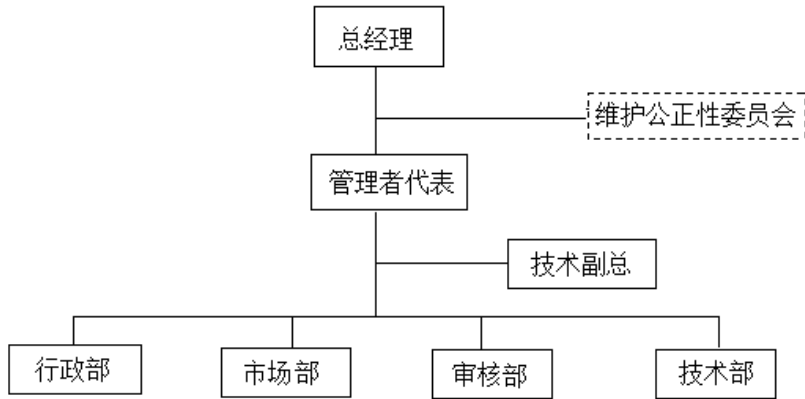 总经理
维护公正性委员会
管理者代表
技术副总
行政部
市场部
审核部
技术部